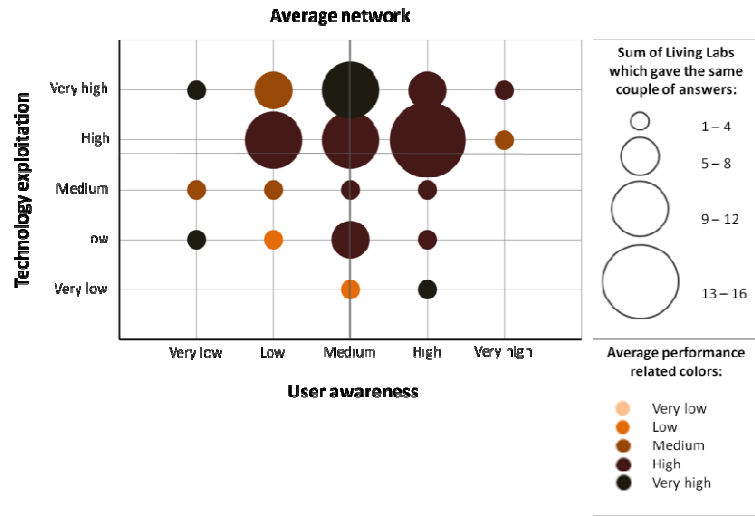 Average network
Technology exploitation
Very high
High
Medium
ow
Very low
Very low
Low
Medium
High
Very high
User awareness
Sum of Living Labs
which gave the same
couple of answers:
1 – 4
5 – 8
9 – 12
13 – 16
Average performance
related colors:
Very low
Low
Medium
High
Very high